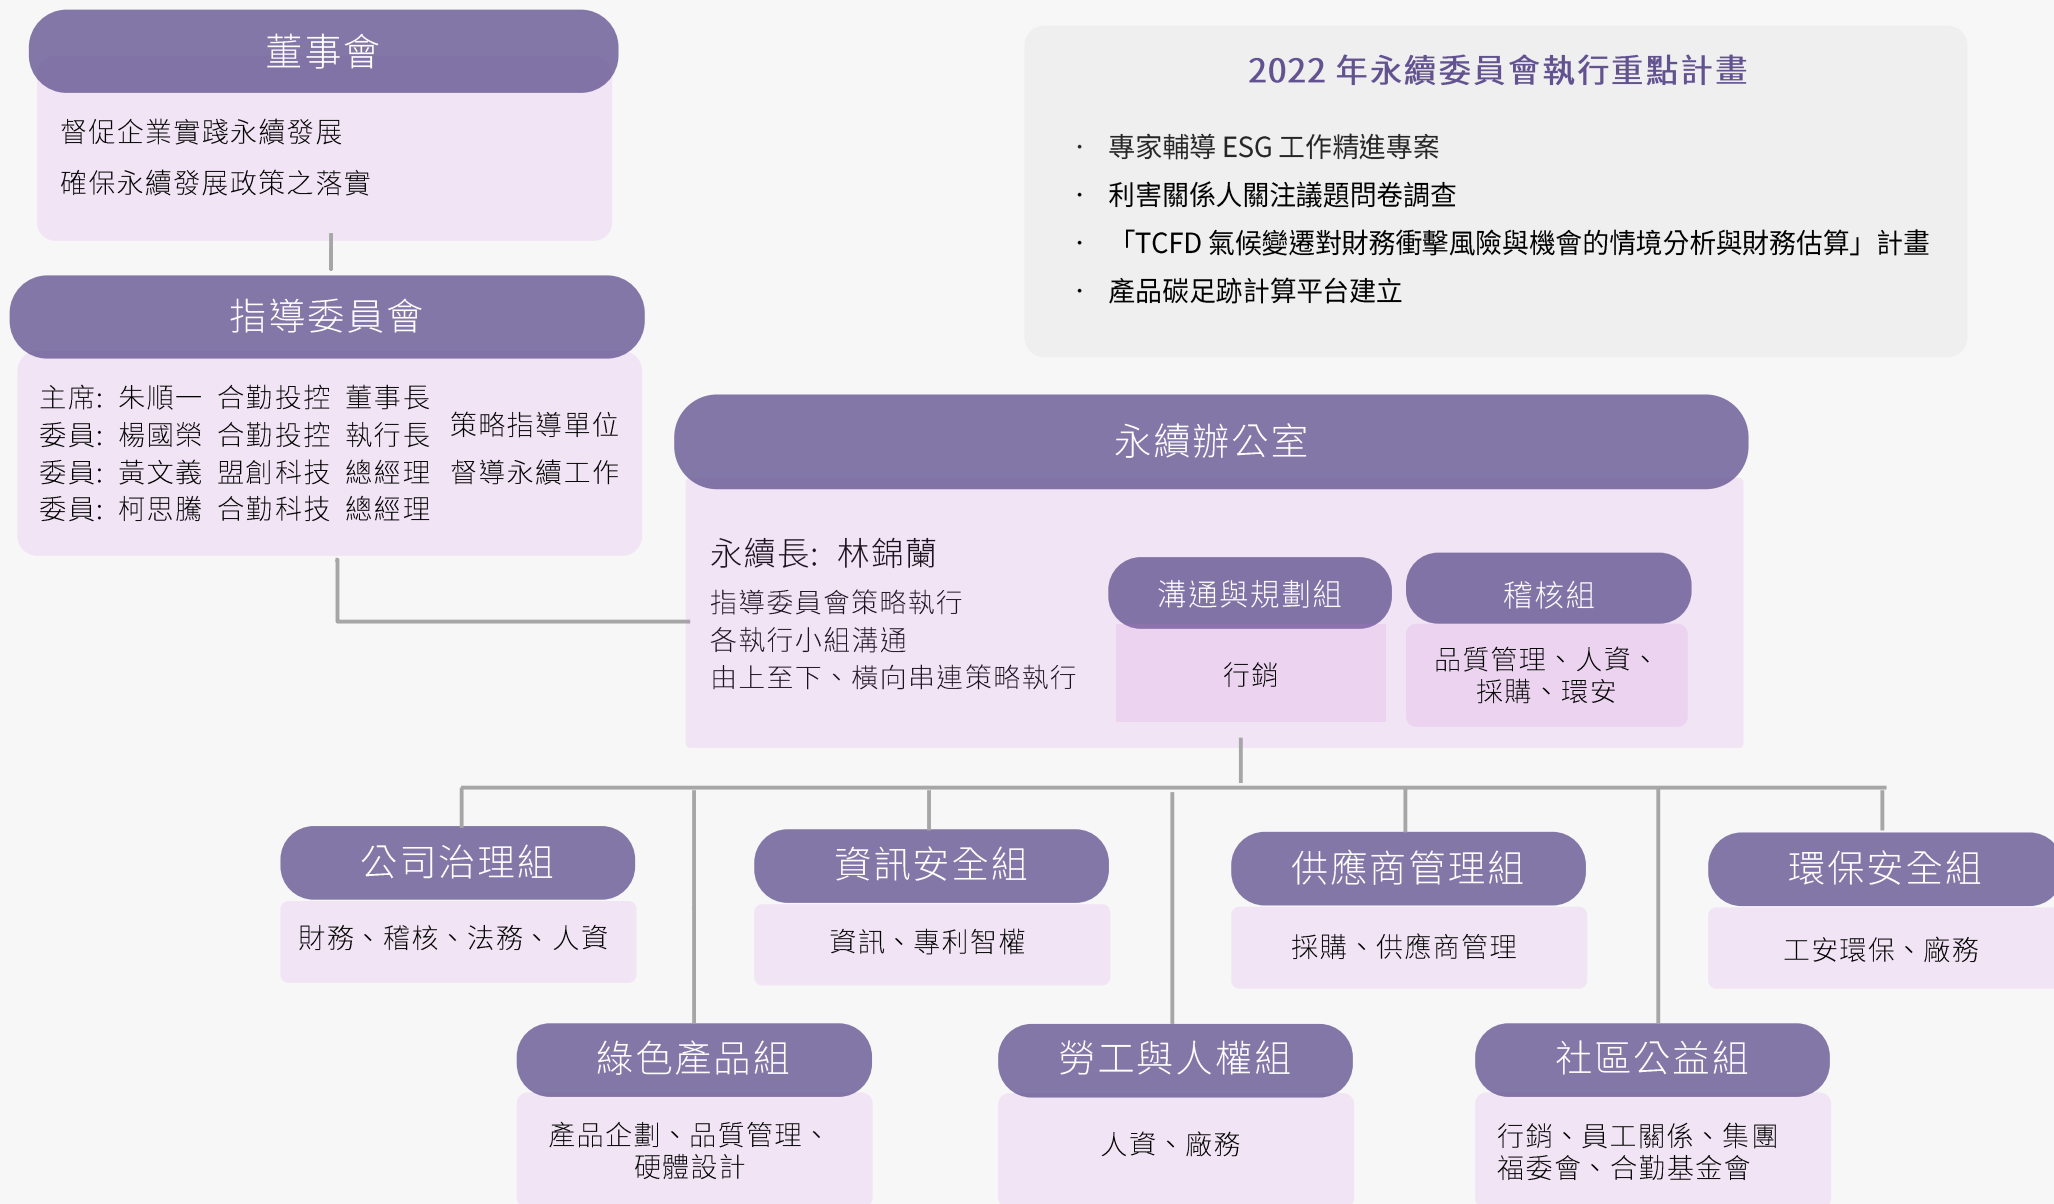 董事會
督促企業實踐永續發展
確保永續發展政策之落實
2022 年永續委員會執行重點計畫
· 專家輔導 ESG 工作精進專案
· 利害關係人關注議題問卷調查
· 「TCFD 氣候變遷對財務衝擊風險與機會的情境分析與財務估算」計畫
· 產品碳足跡計算平台建立
指導委員會
主席: 朱順一 合勤投控 董事長
委員: 楊國榮 合勤投控 執行長
委員: 黃文義 盟創科技 總經理
委員: 柯思騰 合勤科技 總經理
策略指導單位
督導永續工作
永續辦公室
永續長: 林錦蘭
指導委員會策略執行
各執行小組溝通
由上至下、橫向串連策略執行
溝通與規劃組
行銷
稽核組
品質管理、人資、
採購、環安
公司治理組
財務、稽核、法務、人資
資訊安全組
資訊、專利智權
供應商管理組
採購、供應商管理
環保安全組
工安環保、廠務
綠色產品組
產品企劃、品質管理、
硬體設計
勞工與人權組
人資、廠務
社區公益組
行銷、員工關係、集團
福委會、合勤基金會